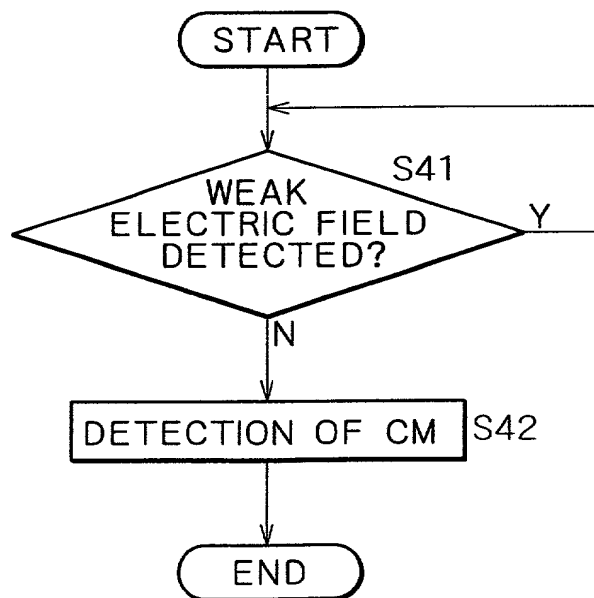 START
S41
WEAK
ELECTRIC FIELD
DETECTED?
Y
N
DETECTION OF CM
S42
END